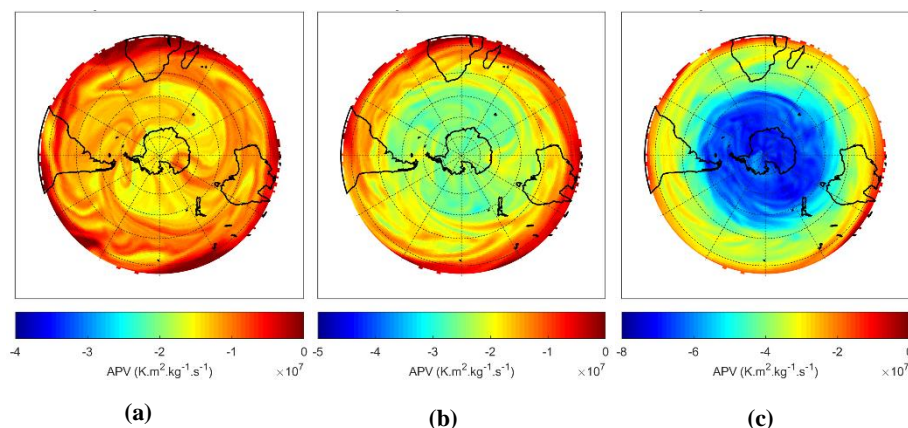 -4 -3 -2 -1 0
APV (K.m².kg⁻¹.s⁻¹) ×10⁷
(a)
-5 -4 -3 -2 -1 0
APV (K.m².kg⁻¹.s⁻¹) ×10⁷
(b)
-8 -6 -4 -2 0
APV (K.m².kg⁻¹.s⁻¹) ×10⁷
(c)